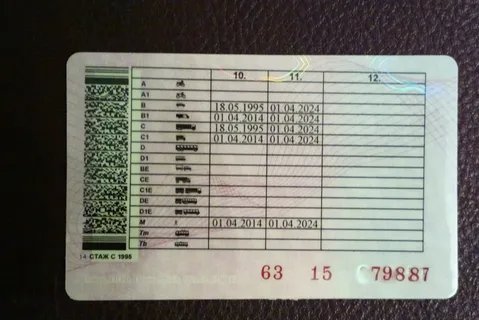 10. 11. 12.
A
A1
B 18.05.1995 01.04.2024
B1 01.04.2014 01.04.2024
C 18.05.1995 01.04.2024
C1 01.04.2014 01.04.2024
D
D1
BE
CE
C1E
DE
D1E
M 01.04.2014 01.04.2024
Tm
Tb
14. СТАЖ С 1995
63 15 79887